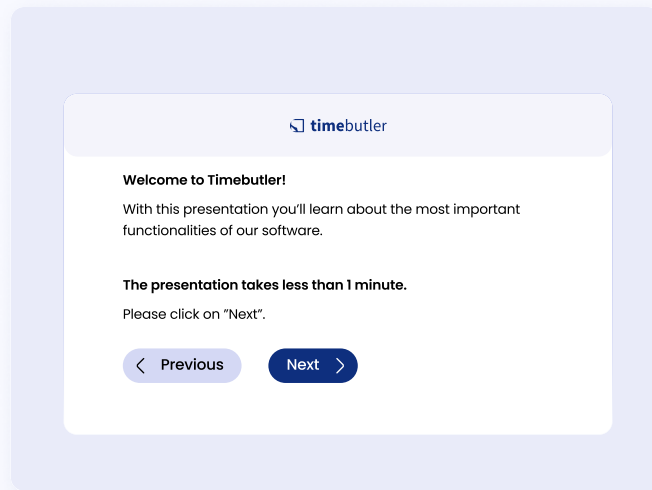 timebutler
Welcome to Timebutler!
With this presentation you'll learn about the most important
functionalities of our software.
The presentation takes less than 1 minute.
Please click on ”Next”.
Previous
Next